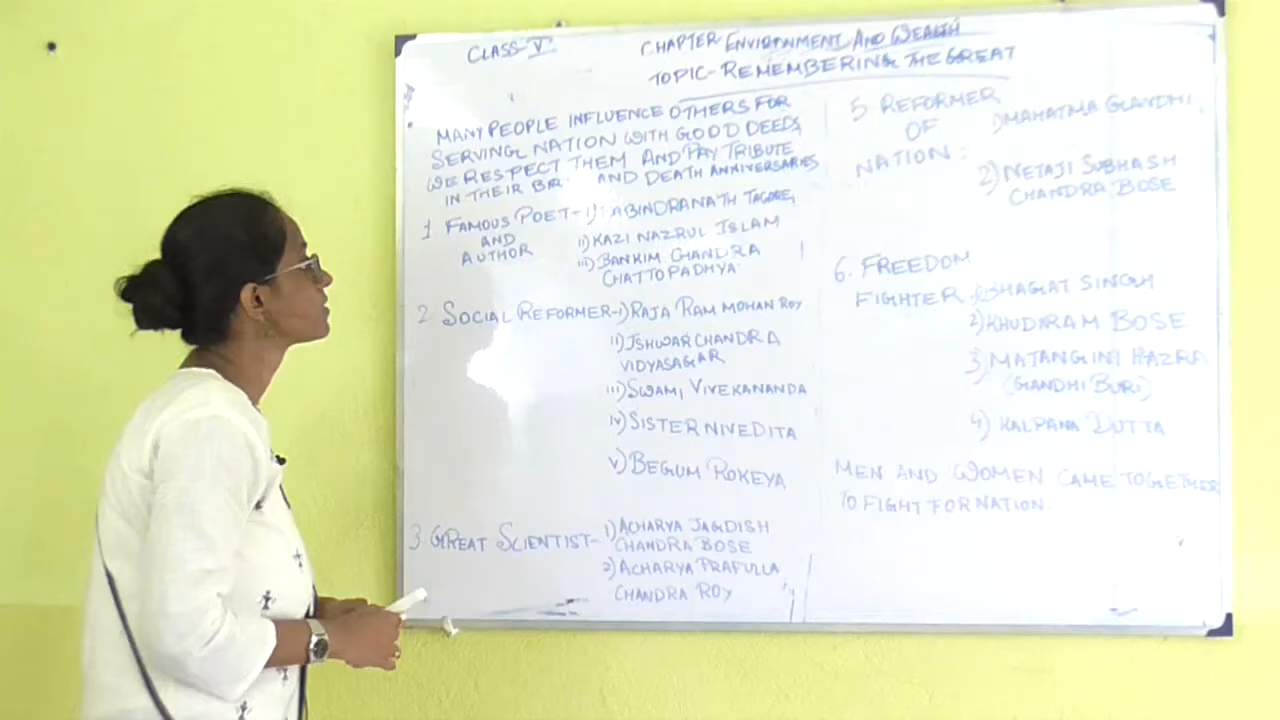 CLASS-V
CHAPTER ENVIRONMENT AND WEALTH
TOPIC-REMEMBERING THE GREAT
MANY PEOPLE INFLUENCE OTHERS FOR
SERVING NATION WITH GOOD DEEDS,
WE RESPECT THEM AND PAY TRIBUTE
IN THEIR AND DEATH ANNIVERSARIES
1 FAMOUS POET- i) RABINDRANATH TAGORE,
AND
AUTHOR
ii) KAZI NAZRUL ISLAM
iii) BANKIM CHANDRA
CHATTOPADHYA
2 SOCIAL REFORMER-i) RAJA RAM MOHAN ROY
ii) ISHWAR CHANDRA
VIDYASAGAR
iii) SWAMI VIVEKANANDA
iv) SISTER NIVEDITA
v) BEGUM ROKEYA
3 GREAT SCIENTIST- 1) ACHARYA JAGDISH
CHANDRA BOSE
2) ACHARYA PRAFULLA
CHANDRA ROY
5 REFORMER
OF
NATION:
1) MAHATMA GANDHI
2) NETAJI SUBHASH
CHANDRA BOSE
6. FREEDOM
FIGHTER. 1) BHAGAT SINGH
2) KHUDIRAM BOSE
3) MATANGINI HAZRA
(GANDHI BURI)
4) KALPANA DUTTA
MEN AND WOMEN CAME TOGETHER
TO FIGHT FOR NATION.